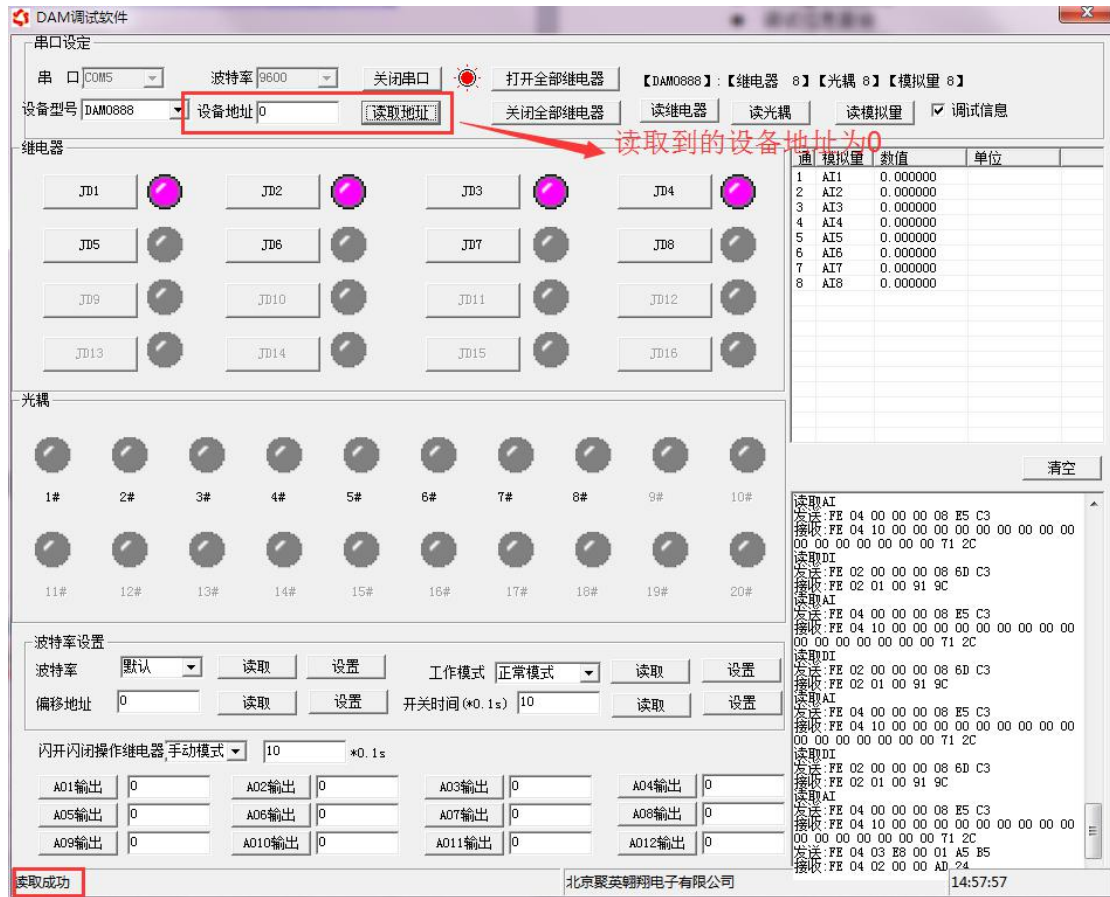 DAM调试软件
串口设定
串 口 COM5 波特率 9600 关闭串口 打开全部继电器 【DAM0888】:【继电器 8】【光耦 8】【模拟量 8】
设备型号 DAM0888 设备地址 0 读取地址 关闭全部继电器 读继电器 读光耦 读模拟量 调试信息
读取到的设备地址为0
继电器
JD1 JD2 JD3 JD4
JD5 JD6 JD7 JD8
JD9 JD10 JD11 JD12
JD13 JD14 JD15 JD16
通 模拟量 数值 单位
1 AI1 0.000000
2 AI2 0.000000
3 AI3 0.000000
4 AI4 0.000000
5 AI5 0.000000
6 AI6 0.000000
7 AI7 0.000000
8 AI8 0.000000
光耦
1# 2# 3# 4# 5# 6# 7# 8# 9# 10#
11# 12# 13# 14# 15# 16# 17# 18# 19# 20#
清空
读取AI
发送:FE 04 00 00 00 08 E5 C3
接收:FE 04 10 00 00 00 00 00 00 00 00 00
00 00 00 00 00 00 00 71 2C
读取DI
发送:FE 02 00 00 00 08 6D C3
接收:FE 02 01 00 91 9C
读取AI
发送:FE 04 00 00 00 08 E5 C3
接收:FE 04 10 00 00 00 00 00 00 00 00 00
00 00 00 00 00 00 00 71 2C
读取DI
发送:FE 02 00 00 00 08 6D C3
接收:FE 02 01 00 91 9C
读取AI
发送:FE 04 00 00 00 08 E5 C3
接收:FE 04 10 00 00 00 00 00 00 00 00 00
00 00 00 00 00 00 00 71 2C
读取DI
发送:FE 02 00 00 00 08 6D C3
接收:FE 02 01 00 91 9C
读取AI
发送:FE 04 00 00 00 08 E5 C3
接收:FE 04 10 00 00 00 00 00 00 00 00 00
00 00 00 00 00 00 00 71 2C
发送:FE 04 03 E8 00 01 A5 B5
接收:FE 04 02 00 00 AD 24
波特率设置
波特率 默认 读取 设置 工作模式 正常模式 读取 设置
偏移地址 0 读取 设置 开关时间(*0.1s) 10 读取 设置
闪开闪闭操作继电器 手动模式 10 *0.1s
AO1输出 0 AO2输出 0 AO3输出 0 AO4输出 0
AO5输出 0 AO6输出 0 AO7输出 0 AO8输出 0
AO9输出 0 AO10输出 0 AO11输出 0 AO12输出 0
读取成功 北京聚英翱翔电子有限公司 14:57:57